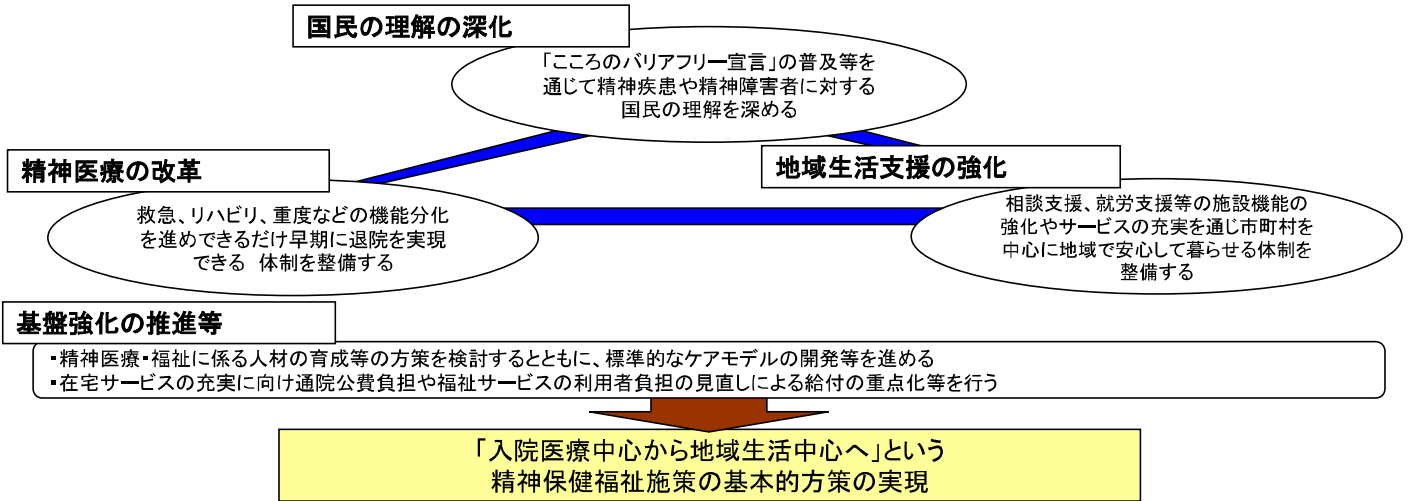 国民の理解の深化
「こころのバリアフリー宣言」の普及等を
通じて精神疾患や精神障害者に対する
国民の理解を深める
精神医療の改革
救急、リハビリ、重度などの機能分化
を進めできるだけ早期に退院を実現
できる 体制を整備する
地域生活支援の強化
相談支援、就労支援等の施設機能の
強化やサービスの充実を通じ市町村を
中心に地域で安心して暮らせる体制を
整備する
基盤強化の推進等
・精神医療・福祉に係る人材の育成等の方策を検討するとともに、標準的なケアモデルの開発等を進める
・在宅サービスの充実に向け通院公費負担や福祉サービスの利用者負担の見直しによる給付の重点化等を行う
「入院医療中心から地域生活中心へ」という
精神保健福祉施策の基本的方策の実現